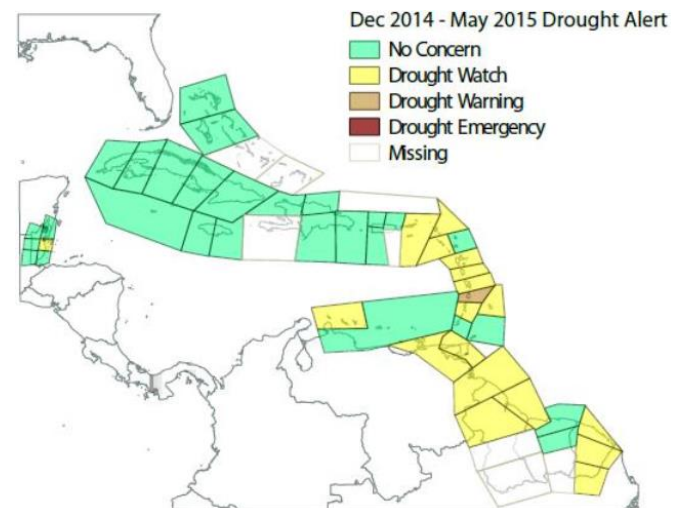 Dec 2014 - May 2015 Drought Alert
No Concern
Drought Watch
Drought Warning
Drought Emergency
Missing